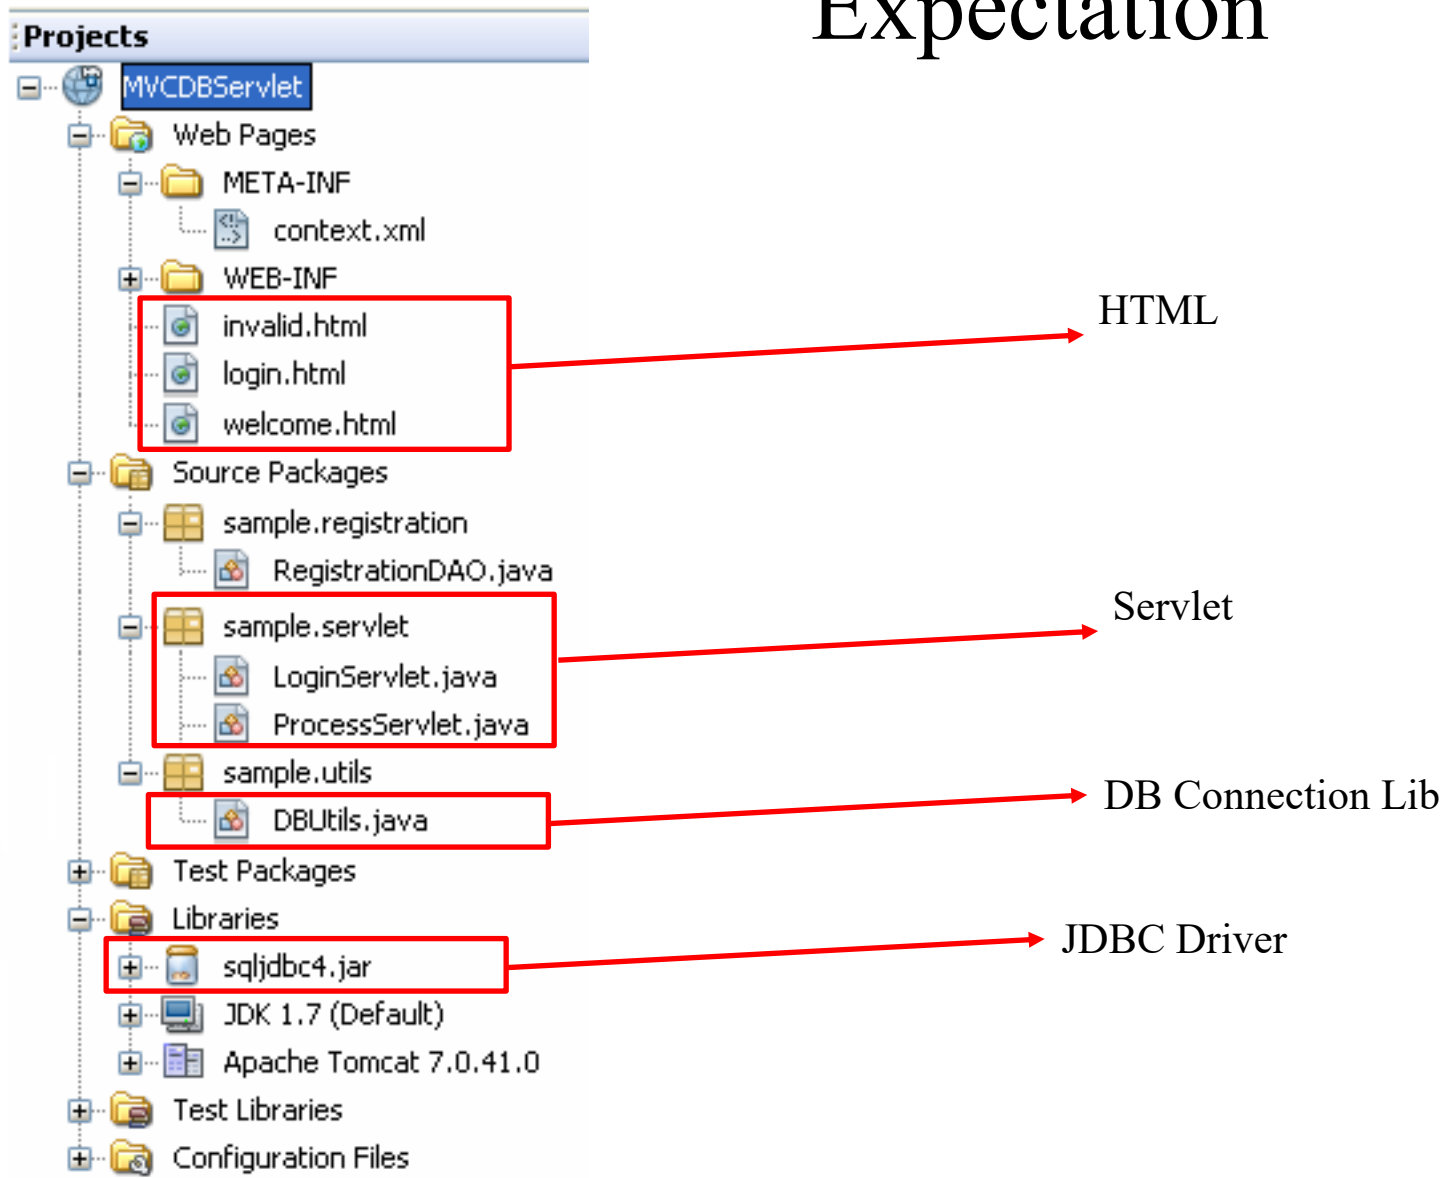 Expectation
Projects
MVCDBServlet
Web Pages
META-INF
context.xml
WEB-INF
invalid.html
HTML
login.html
welcome.html
Source Packages
sample.registration
RegistrationDAO.java
sample.servlet
Servlet
LoginServlet.java
ProcessServlet.java
sample.utils
DBUtils.java
DB Connection Lib
Test Packages
Libraries
sqljdbc4.jar
JDBC Driver
JDK 1.7 (Default)
Apache Tomcat 7.0.41.0
Test Libraries
Configuration Files